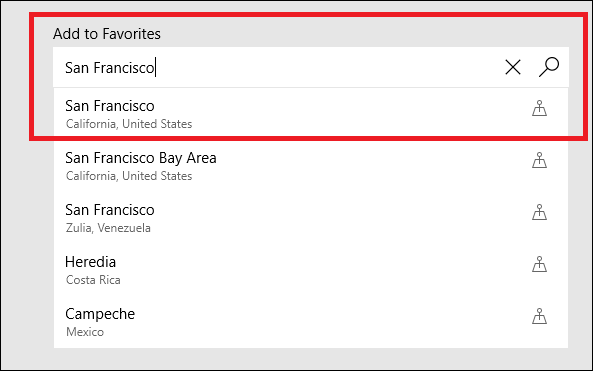 Add to Favorites
San Francisco
San Francisco
California, United States
San Francisco Bay Area
California, United States
San Francisco
Zulia, Venezuela
Heredia
Costa Rica
Campeche
Mexico